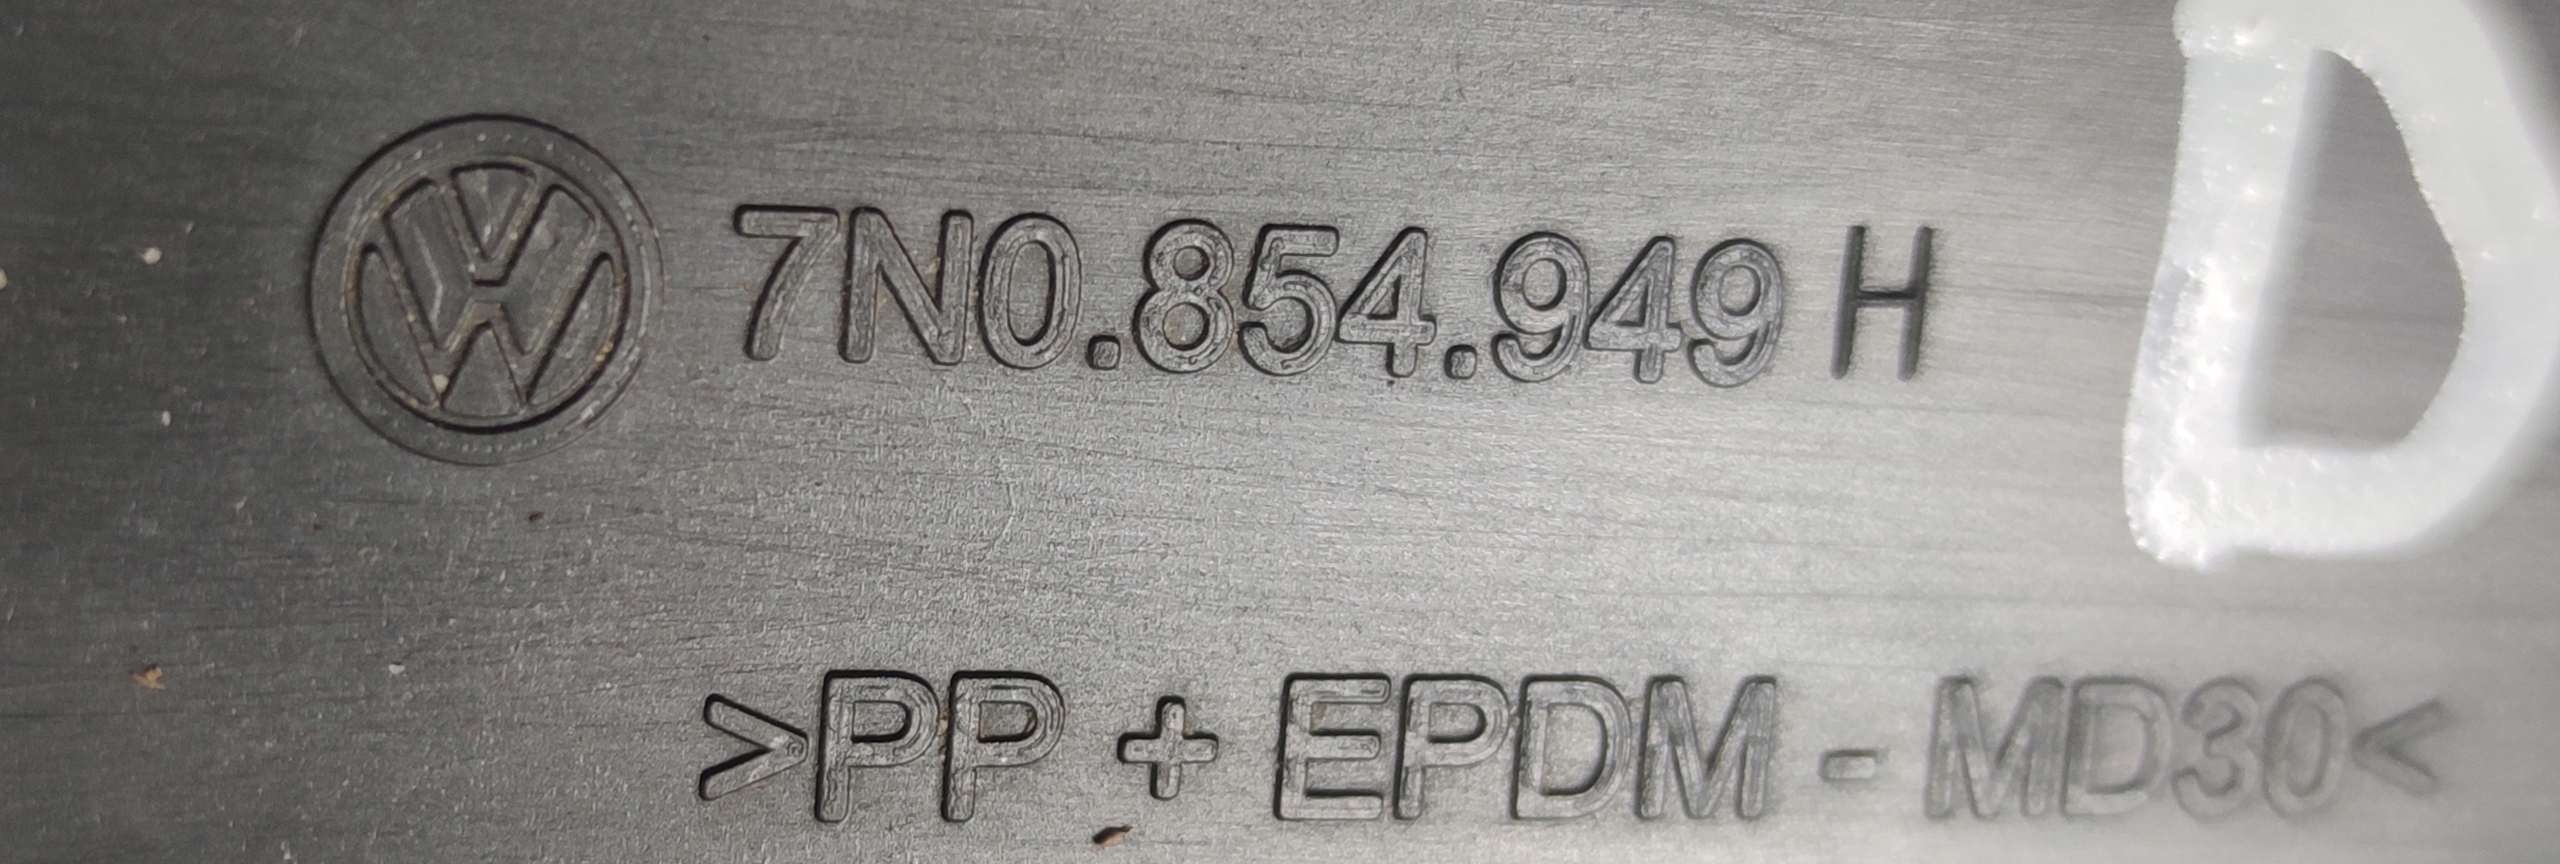 7N0.854.949 H
D
>PP + EPDM - MD30<